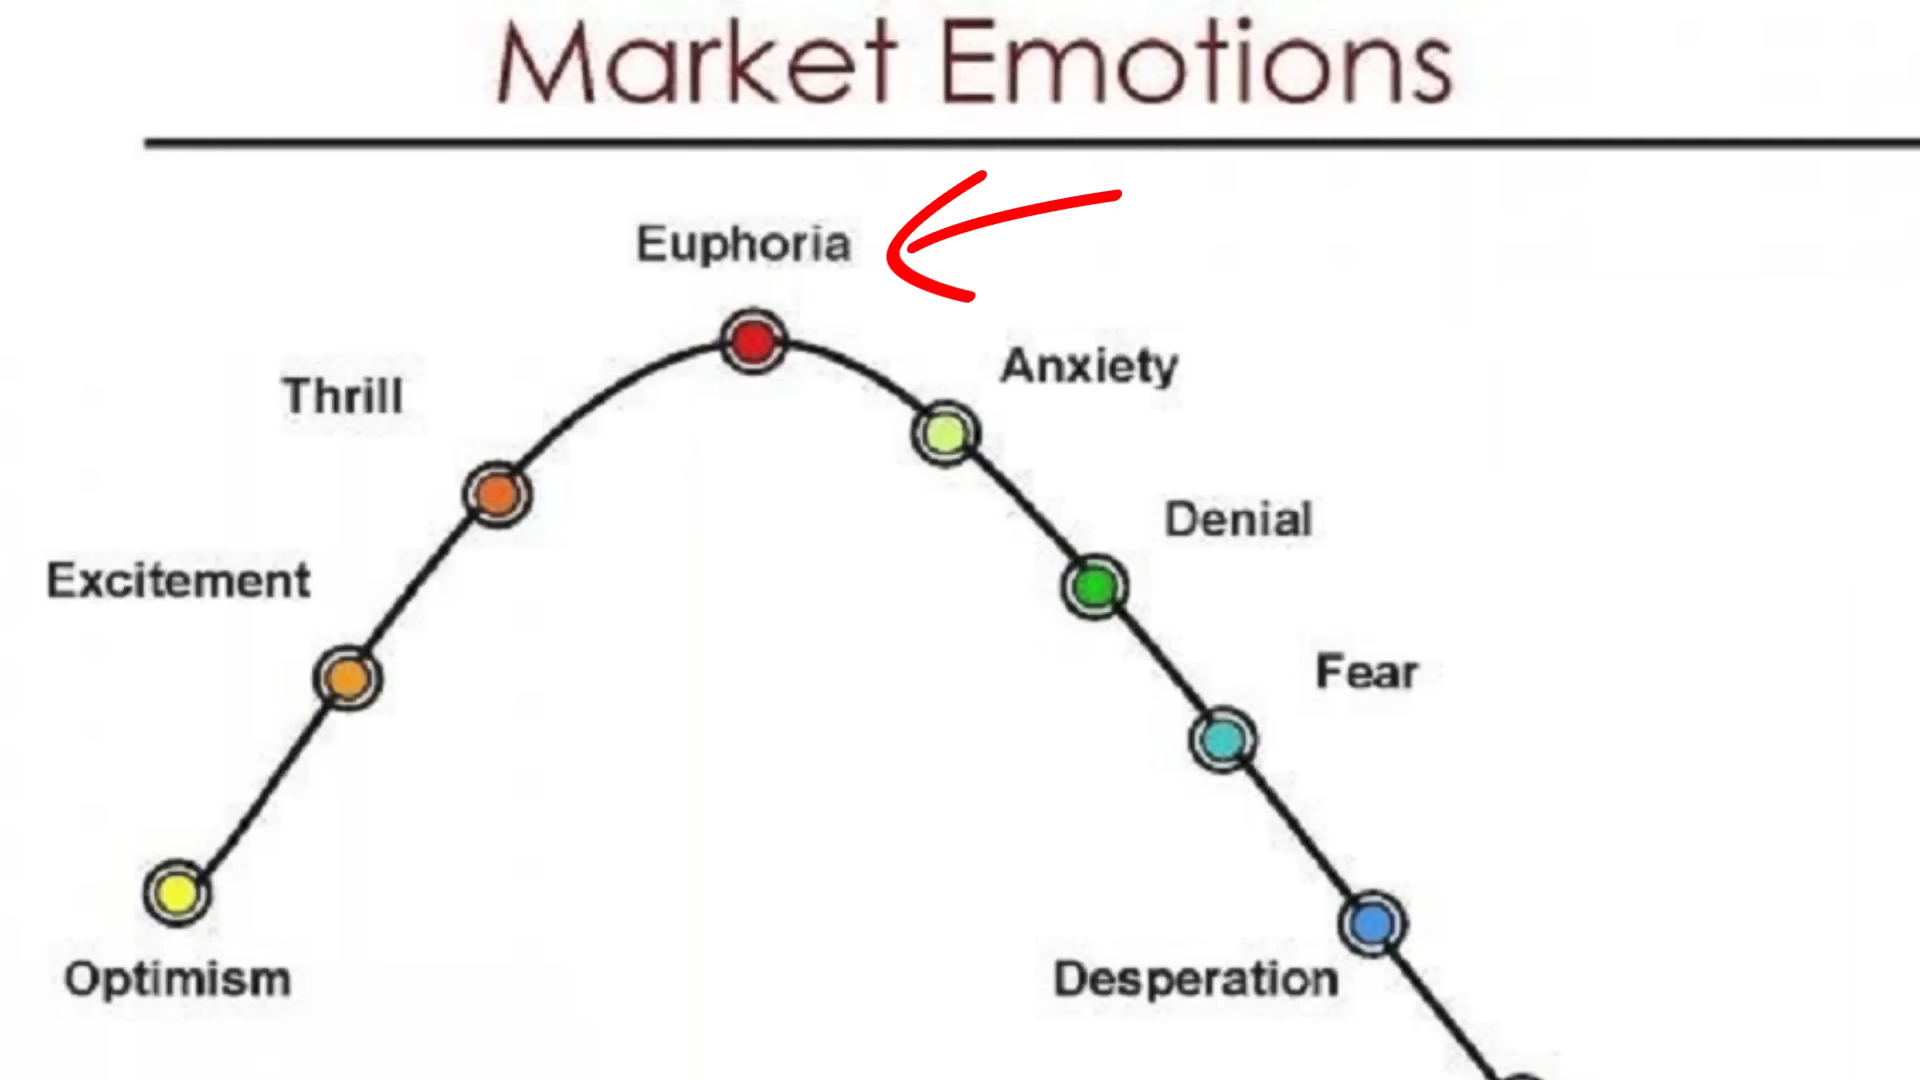 Market Emotions
Euphoria
Anxiety
Thrill
Denial
Excitement
Fear
Optimism
Desperation